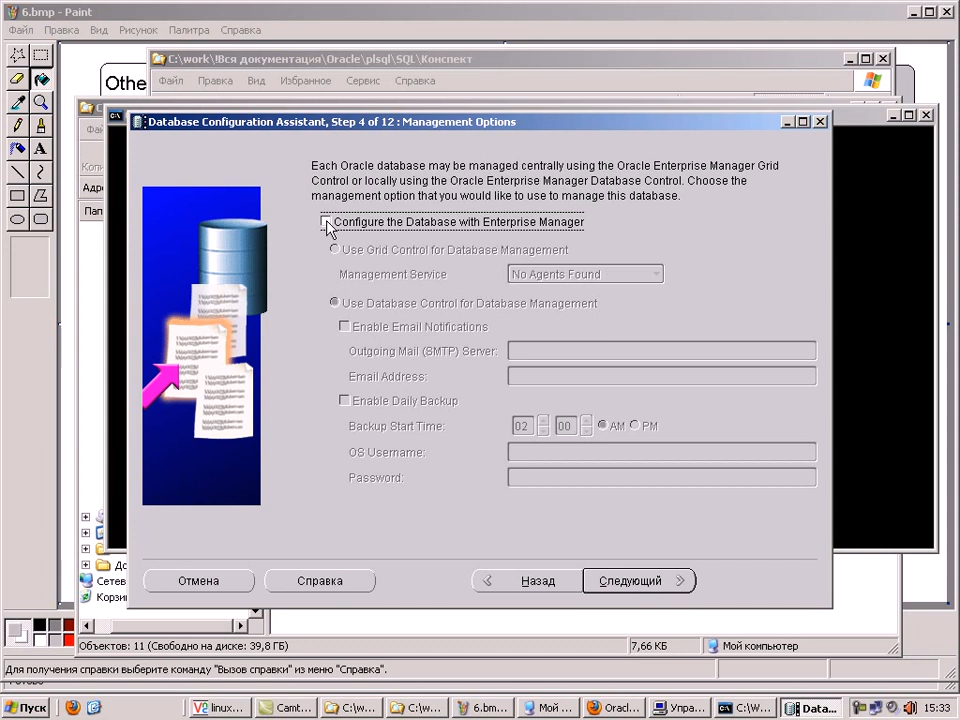 6.bmp - Paint
Файл Правка Вид Рисунок Палитра Справка
C:\work\!Вся документация\Oracle\plsql\SQL\Конспект
Othe
Файл Правка Вид Избранное Сервис Справка
Database Configuration Assistant, Step 4 of 12 : Management Options
Each Oracle database may be managed centrally using the Oracle Enterprise Manager Grid
Control or locally using the Oracle Enterprise Manager Database Control. Choose the
management option that you would like to use to manage this database.
Адре
Пап
Configure the Database with Enterprise Manager
Use Grid Control for Database Management
Management Service No Agents Found
Use Database Control for Database Management
Enable Email Notifications
Outgoing Mail (SMTP) Server:
Email Address:
Enable Daily Backup
Backup Start Time: 02 00 AM PM
OS Username:
Password:
До
Сетев
Корзи
Отмена Справка Назад Следующий
Объектов: 11 (Свободно на диске: 39,8 ГБ) 7,66 КБ Мой компьютер
Для получения справки выберите команду "Вызов справки" из меню "Справка".
Пуск linux... Camt... C:\w... C:\w... 6.bm... Мой ... Oracl... Упра... C:\W... Data... 15:33